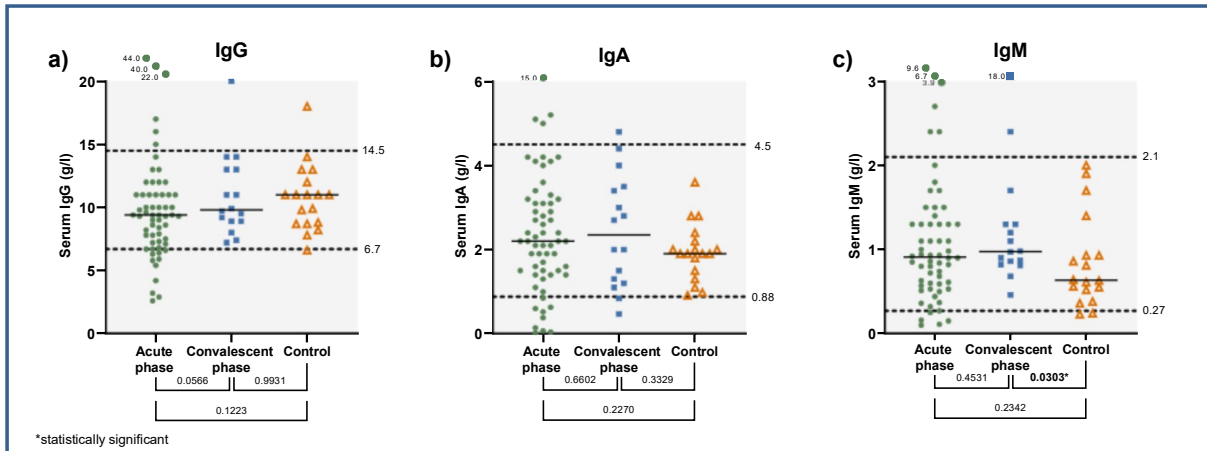 a)
IgG
44.0
40.0
22.0
20
15
10
5
0
Serum IgG (g/l)
14.5
6.7
Acute phase
Convalescent phase
Control
0.0566
0.9931
0.1223
b)
IgA
15.0
6
4
2
0
Serum IgA (g/l)
4.5
0.88
Acute phase
Convalescent phase
Control
0.6602
0.3329
0.2270
c)
IgM
9.6
6.7
3.9
18.0
3
2
1
0
Serum IgM (g/l)
2.1
0.27
Acute phase
Convalescent phase
Control
0.4531
0.0303*
0.2342
*statistically significant